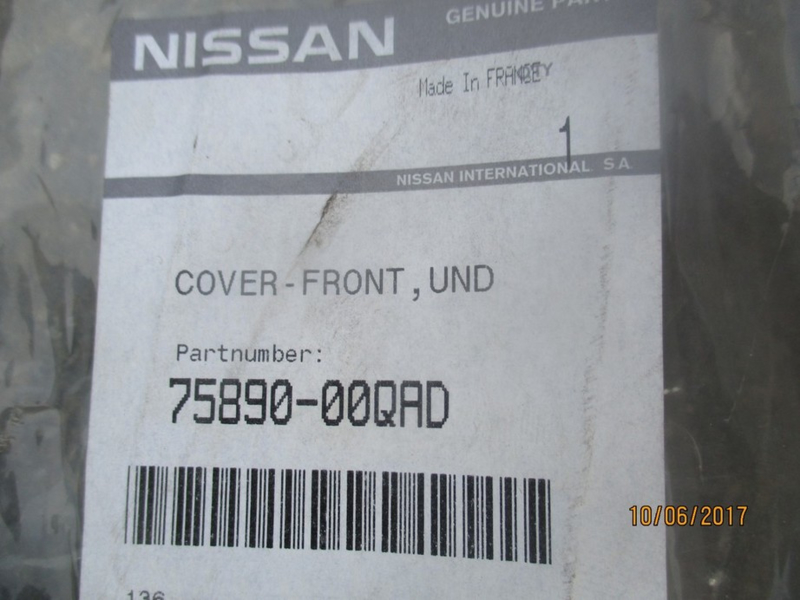 NISSAN
GENUINE
Made In
1
NISSAN INTERNATIONAL SA
COVER-FRONT,UND
Partnumber:
75890-00QAD
10/06/2017
136